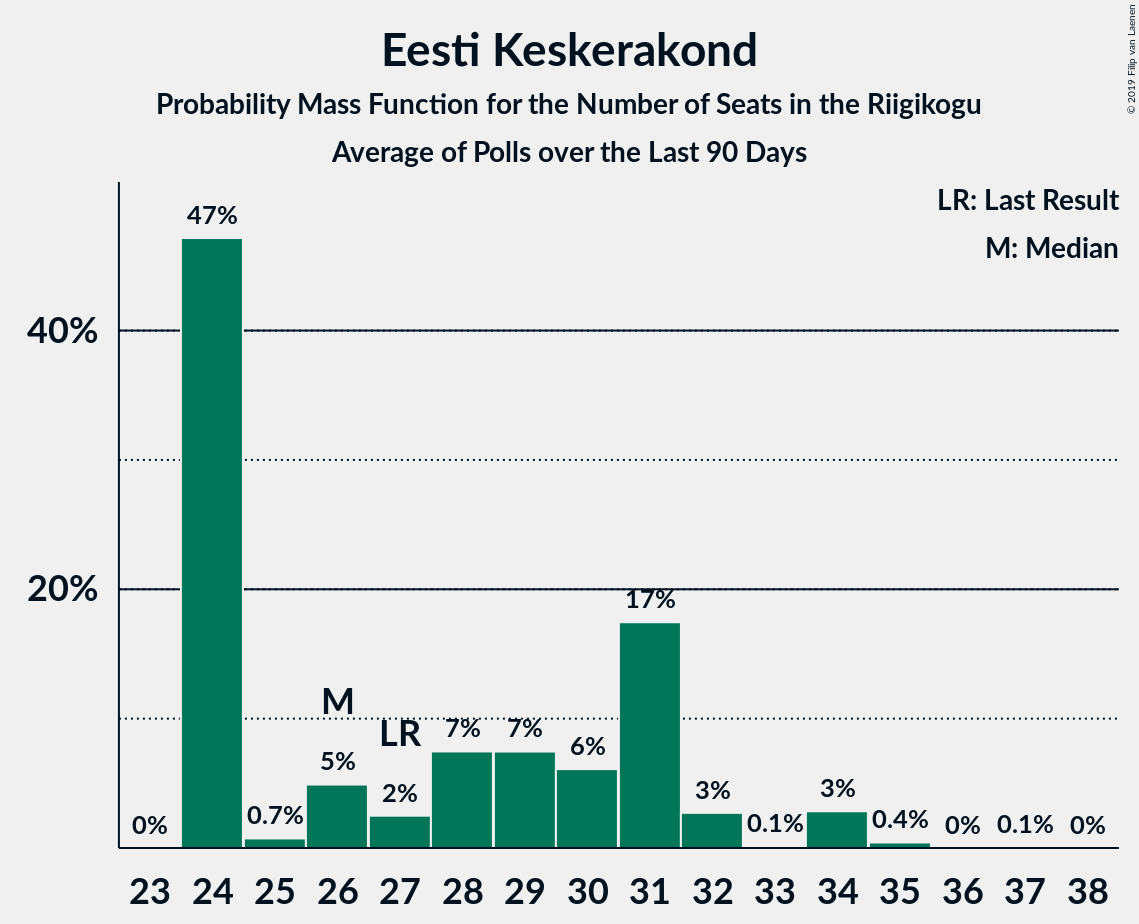 Eesti Keskerakond
Probability Mass Function for the Number of Seats in the Riigikogu
Average of Polls over the Last 90 Days
© 2019 Filip van Laenen
LR: Last Result
M: Median
40%
20%
0% 47% 0.7% 5% 2% 7% 7% 6% 17% 3% 0.1% 3% 0.4% 0% 0.1% 0%
M
LR
23 24 25 26 27 28 29 30 31 32 33 34 35 36 37 38